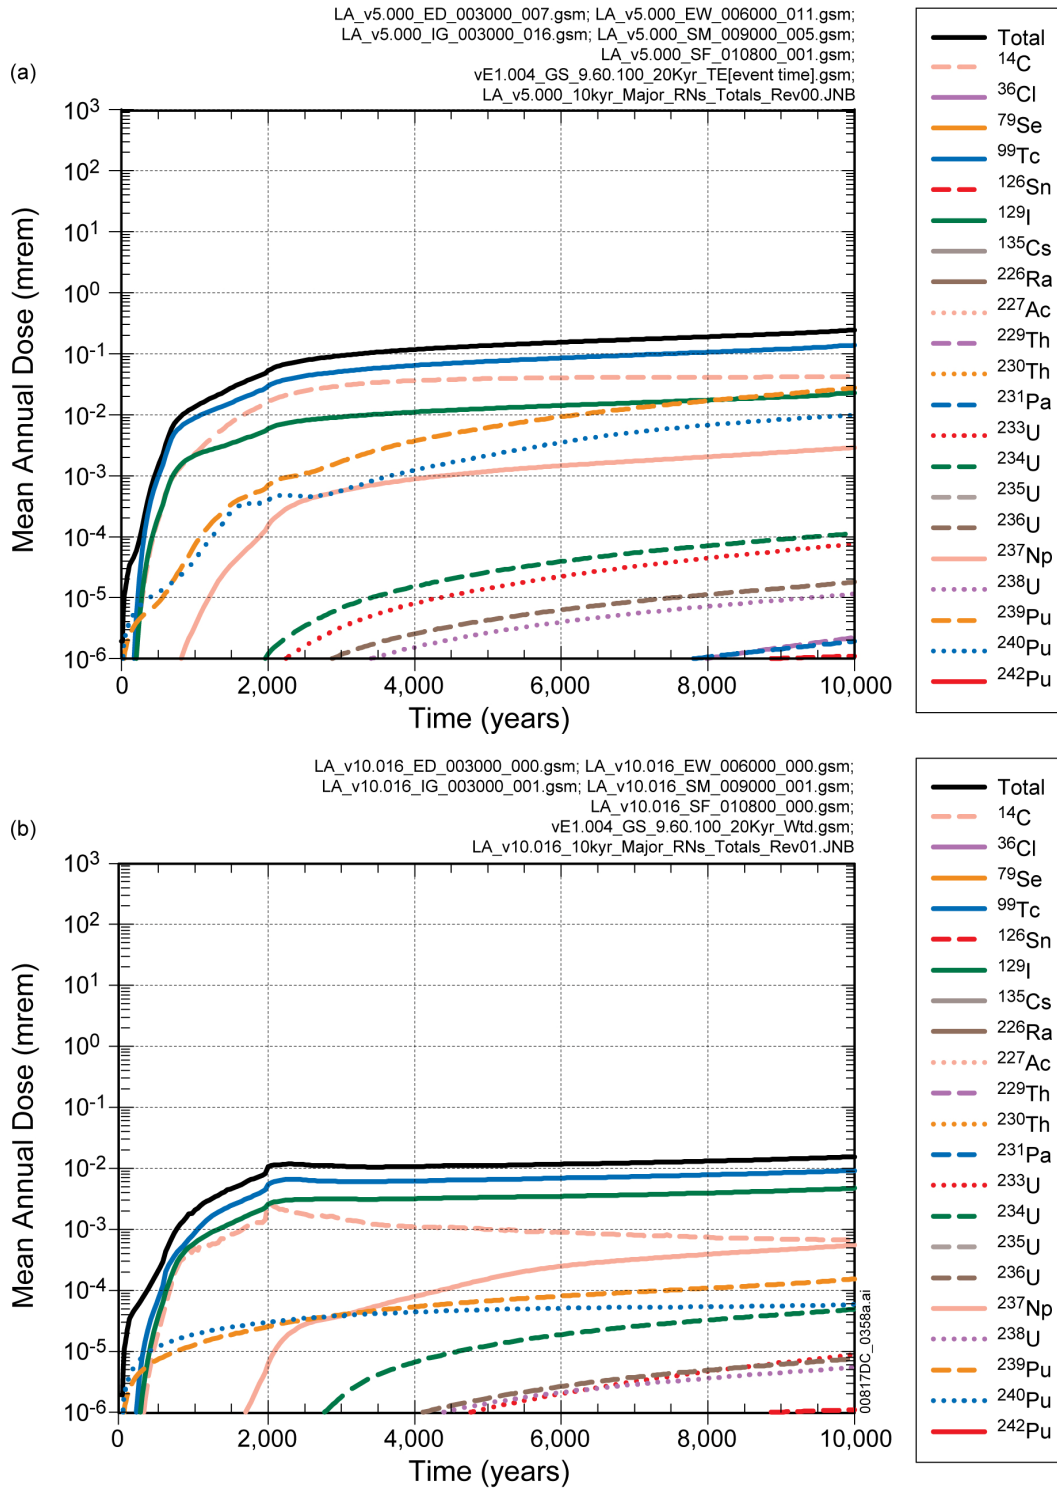 LA_v5.000_ED_003000_007.gsm; LA_v5.000_EW_006000_011.gsm;
LA_v5.000_IG_003000_016.gsm; LA_v5.000_SM_009000_005.gsm;
LA_v5.000_SF_010800_001.gsm;
vE1.004_GS_9.60.100_20Kyr_TE[event time].gsm;
LA_v5.000_10kyr_Major_RNs_Totals_Rev00.JNB
(a)
Mean Annual Dose (mrem)
10³
10²
10¹
10⁰
10⁻¹
10⁻²
10⁻³
10⁻⁴
10⁻⁵
10⁻⁶
0 2,000 4,000 6,000 8,000 10,000
Time (years)
Total
¹⁴C
³⁶Cl
⁷⁹Se
⁹⁹Tc
¹²⁶Sn
¹²⁹I
¹³⁵Cs
²²⁶Ra
²²⁷Ac
²²⁹Th
²³⁰Th
²³¹Pa
²³³U
²³⁴U
²³⁵U
²³⁶U
²³⁷Np
²³⁸U
²³⁹Pu
²⁴⁰Pu
²⁴²Pu
LA_v10.016_ED_003000_000.gsm; LA_v10.016_EW_006000_000.gsm;
LA_v10.016_IG_003000_001.gsm; LA_v10.016_SM_009000_001.gsm;
LA_v10.016_SF_010800_000.gsm;
vE1.004_GS_9.60.100_20Kyr_Wtd.gsm;
LA_v10.016_10kyr_Major_RNs_Totals_Rev01.JNB
(b)
Mean Annual Dose (mrem)
10³
10²
10¹
10⁰
10⁻¹
10⁻²
10⁻³
10⁻⁴
10⁻⁵
10⁻⁶
0 2,000 4,000 6,000 8,000 10,000
Time (years)
00817DC_0358a.ai
Total
¹⁴C
³⁶Cl
⁷⁹Se
⁹⁹Tc
¹²⁶Sn
¹²⁹I
¹³⁵Cs
²²⁶Ra
²²⁷Ac
²²⁹Th
²³⁰Th
²³¹Pa
²³³U
²³⁴U
²³⁵U
²³⁶U
²³⁷Np
²³⁸U
²³⁹Pu
²⁴⁰Pu
²⁴²Pu